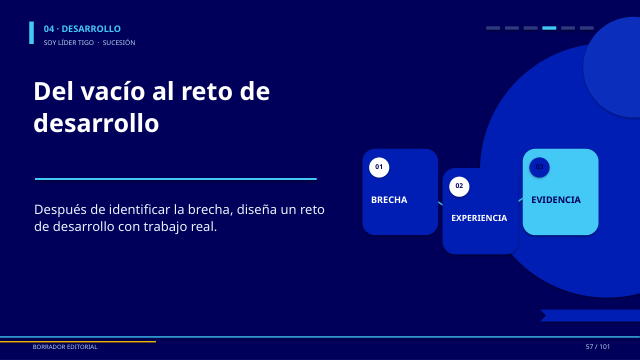 04 · DESARROLLO
SOY LÍDER TIGO · SUCESIÓN
Del vacío al reto de
desarrollo
Después de identificar la brecha, diseña un reto
de desarrollo con trabajo real.
01
BRECHA
02
EXPERIENCIA
03
EVIDENCIA
BORRADOR EDITORIAL
57 / 101